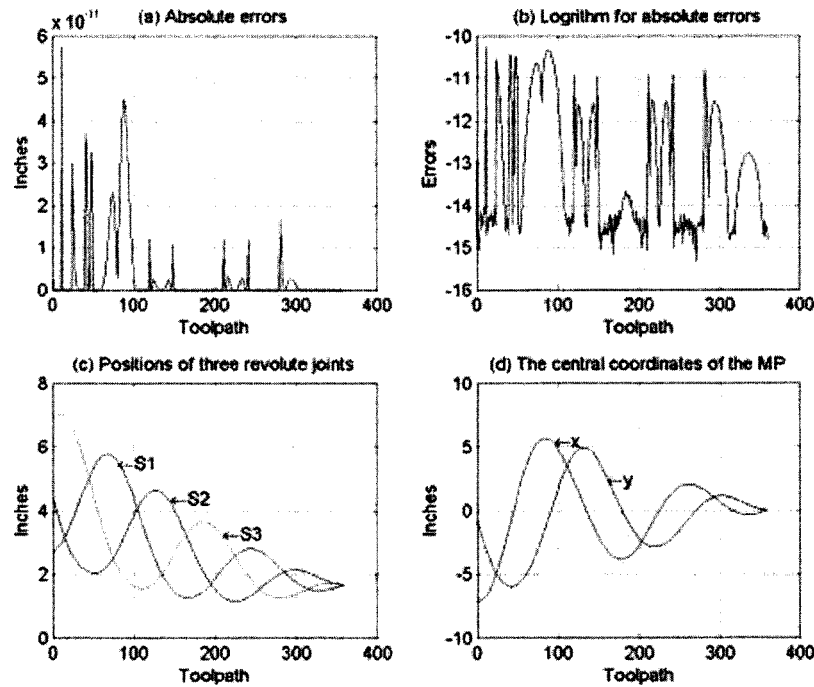 (a) Absolute errors
x 10⁻¹¹
6
5
4
3
2
1
0
0 100 200 300 400
Inches
Toolpath
(b) Logrithm for absolute errors
-10
-11
-12
-13
-14
-15
-16
0 100 200 300 400
Errors
Toolpath
(c) Positions of three revolute joints
8
6
4
2
0
0 100 200 300 400
Inches
Toolpath
←S1
←S2
←S3
(d) The central coordinates of the MP
10
5
0
-5
-10
0 100 200 300 400
Inches
Toolpath
←x
←y